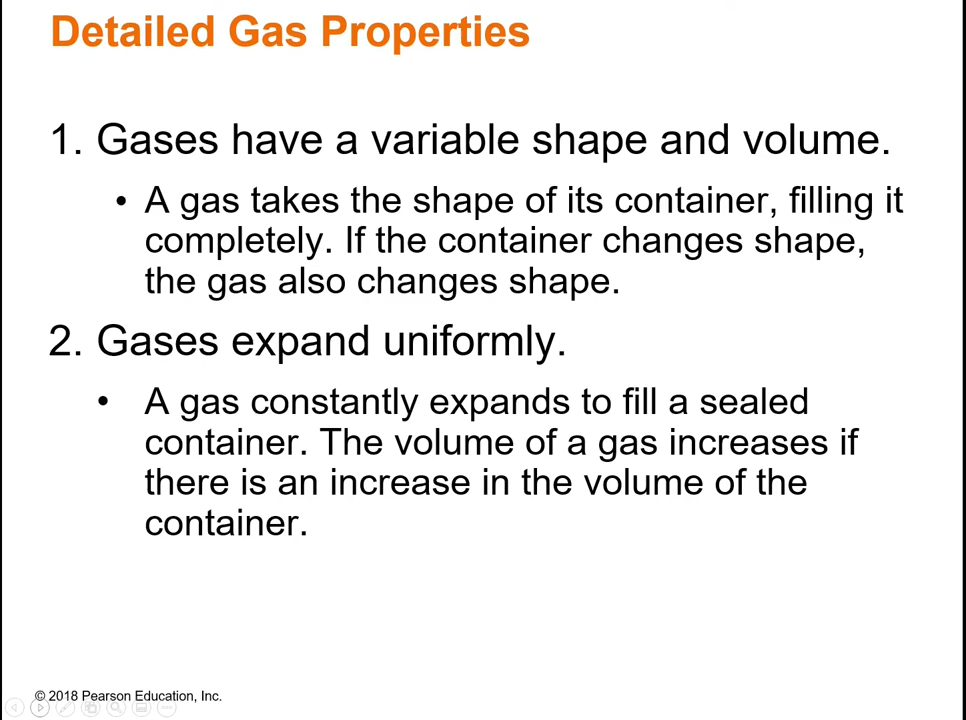 Detailed Gas Properties
1. Gases have a variable shape and volume.
• A gas takes the shape of its container, filling it
completely. If the container changes shape,
the gas also changes shape.
2. Gases expand uniformly.
• A gas constantly expands to fill a sealed
container. The volume of a gas increases if
there is an increase in the volume of the
container.
© 2018 Pearson Education, Inc.